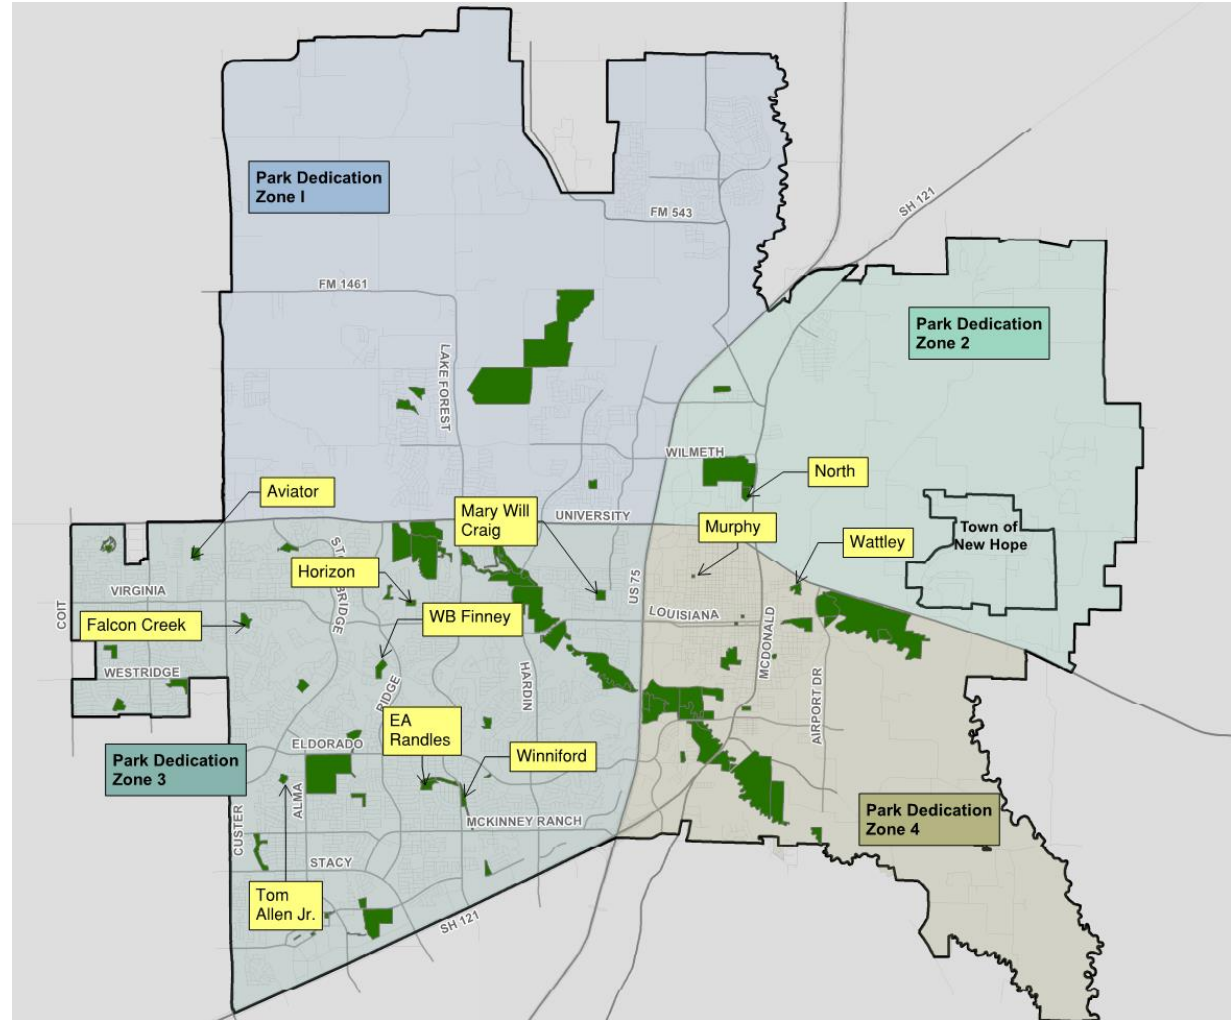 Park Dedication
Zone I
SH 121
FM 543
FM 1461
Park Dedication
Zone 2
LAKE FOREST
WILMETH
North
Aviator
Mary Will
Craig
UNIVERSITY
Murphy
Town of
New Hope
Wattley
Horizon
US 75
VIRGINIA
COIT
LOUISIANA
Falcon Creek
WB Finney
MCDONALD
WESTRIDGE
HARDIN
RIDGE
AIRPORT DR
EA
Randles
ELDORADO
Winniford
Park Dedication
Zone 3
ALMA
CUSTER
MCKINNEY RANCH
Park Dedication
Zone 4
STACY
Tom
Allen Jr.
SH 121